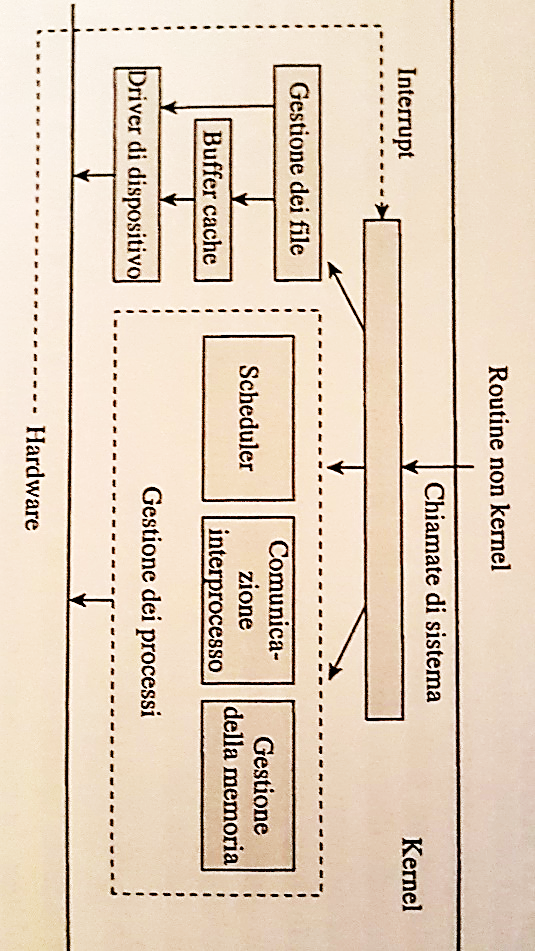 Routine non kernel
Chiamate di sistema
Kernel
Interrupt
Gestione dei file
Buffer cache
Driver di dispositivo
Scheduler
Comunica-
zione
interprocesso
Gestione
della memoria
Gestione dei processi
Hardware